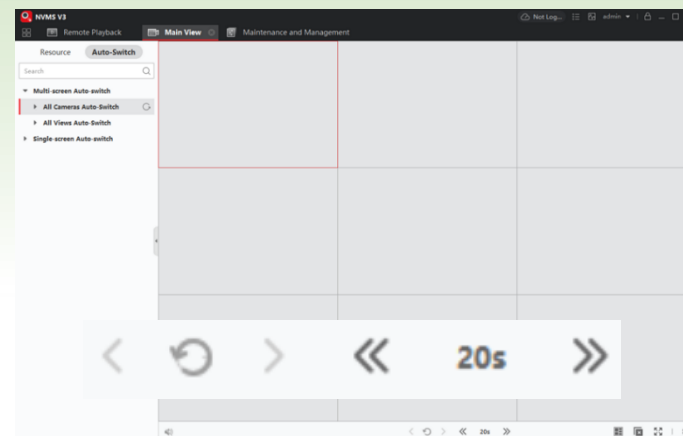 NVMS V3
Not Log...
admin
Remote Playback
Main View
Maintenance and Management
Resource
Auto-Switch
Search
Multi-screen Auto-switch
All Cameras Auto-Switch
All Views Auto-Switch
Single-screen Auto-switch
20s
20s